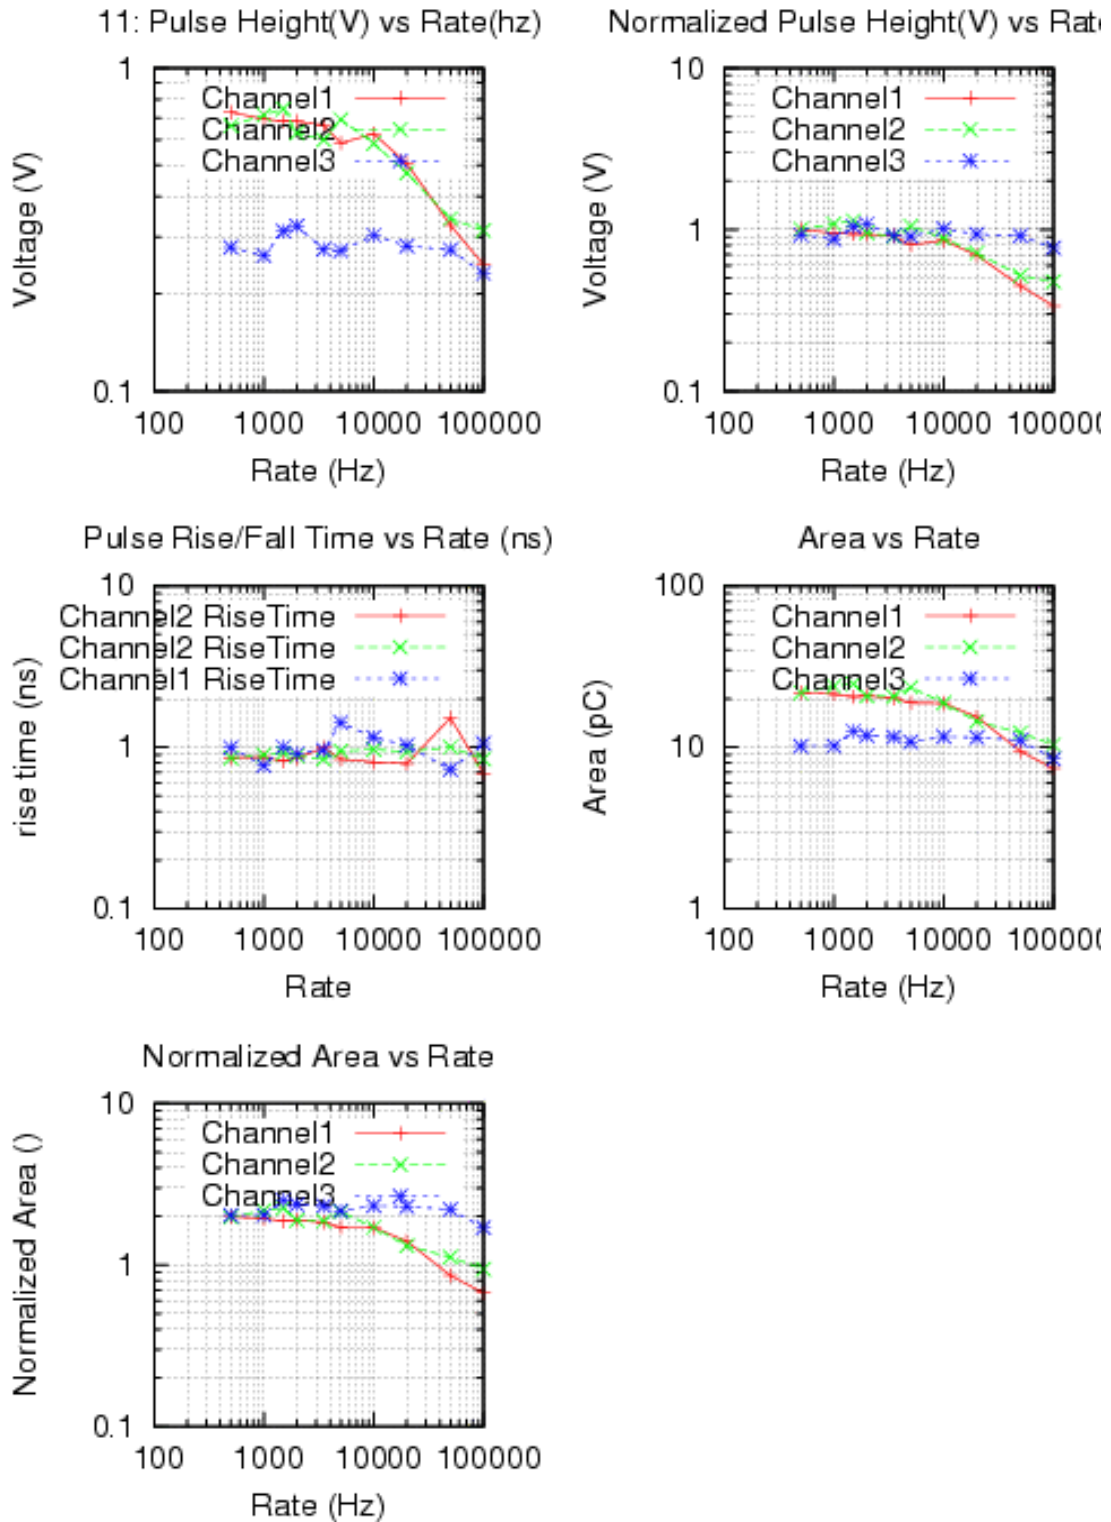 11: Pulse Height(V) vs Rate(hz)
Voltage (V)
1
0.1
Channel1
Channel2
Channel3
100 1000 10000 100000
Rate (Hz)
Normalized Pulse Height(V) vs Rate
Voltage (V)
10
1
0.1
Channel1
Channel2
Channel3
100 1000 10000 100000
Rate (Hz)
Pulse Rise/Fall Time vs Rate (ns)
rise time (ns)
10
1
0.1
Channel2 RiseTime
Channel2 RiseTime
Channel1 RiseTime
100 1000 10000 100000
Rate
Area vs Rate
Area (pC)
100
10
1
Channel1
Channel2
Channel3
100 1000 10000 100000
Rate (Hz)
Normalized Area vs Rate
Normalized Area ()
10
1
0.1
Channel1
Channel2
Channel3
100 1000 10000 100000
Rate (Hz)